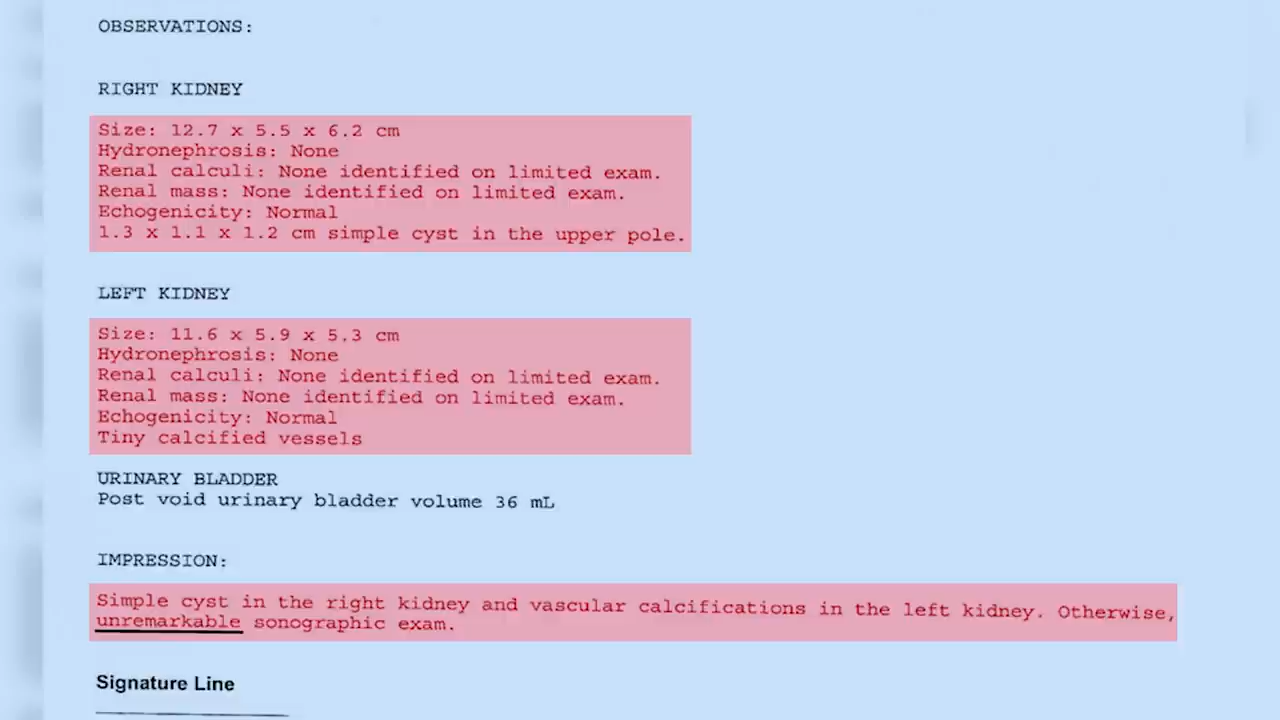 OBSERVATIONS:
RIGHT KIDNEY
Size: 12.7 x 5.5 x 6.2 cm
Hydronephrosis: None
Renal calculi: None identified on limited exam.
Renal mass: None identified on limited exam.
Echogenicity: Normal
1.3 x 1.1 x 1.2 cm simple cyst in the upper pole.
LEFT KIDNEY
Size: 11.6 x 5.9 x 5.3 cm
Hydronephrosis: None
Renal calculi: None identified on limited exam.
Renal mass: None identified on limited exam.
Echogenicity: Normal
Tiny calcified vessels
URINARY BLADDER
Post void urinary bladder volume 36 mL
IMPRESSION:
Simple cyst in the right kidney and vascular calcifications in the left kidney. Otherwise,
unremarkable sonographic exam.
Signature Line